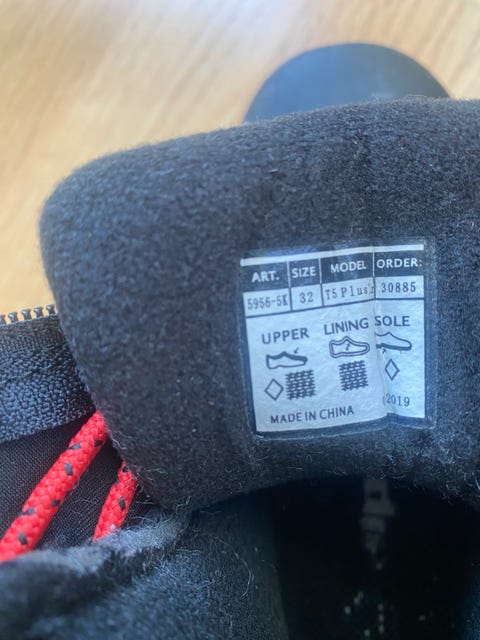 ART. SIZE MODEL ORDER:
5956-5K 32 T5 Plus 30885
UPPER LINING SOLE
MADE IN CHINA 2019